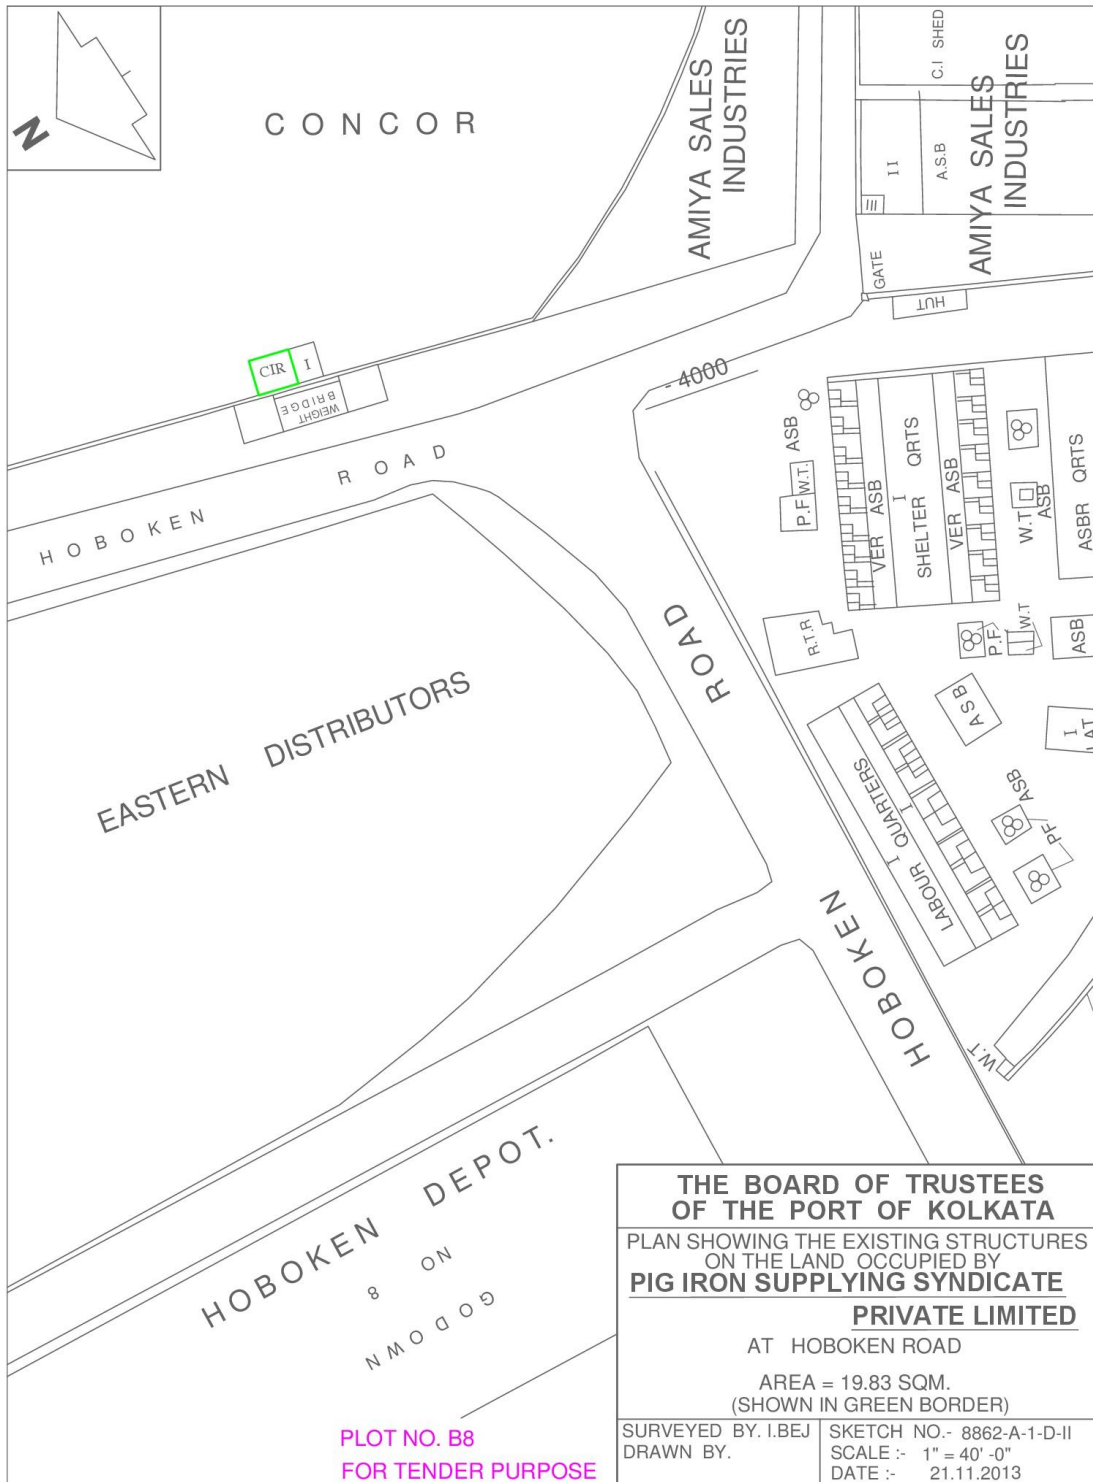 N
CONCOR
AMIYA SALES
INDUSTRIES
C.I SHED
II
A.S.B
III
AMIYA SALES
INDUSTRIES
GATE
HUT
CIR
I
WEIGHT
BRIDGE
- 4000
HOBOKEN ROAD
ASB
W.T.
P.F
VER ASB
I
SHELTER QRTS
VER ASB
W.T
ASB
ASBR QRTS
ROAD
R.T.R
P.F
W.T
ASB
EASTERN DISTRIBUTORS
A S B
I
LAT
LABOUR I QUARTERS
I
ASB
PF
HOBOKEN
W.T
HOBOKEN DEPOT.
NO 8
GODOWN
PLOT NO. B8
FOR TENDER PURPOSE
THE BOARD OF TRUSTEES
OF THE PORT OF KOLKATA
PLAN SHOWING THE EXISTING STRUCTURES
ON THE LAND OCCUPIED BY
PIG IRON SUPPLYING SYNDICATE
PRIVATE LIMITED
AT HOBOKEN ROAD
AREA = 19.83 SQM.
(SHOWN IN GREEN BORDER)
SURVEYED BY. I.BEJ
DRAWN BY.
SKETCH NO.- 8862-A-1-D-II
SCALE :- 1" = 40' -0"
DATE :- 21.11.2013